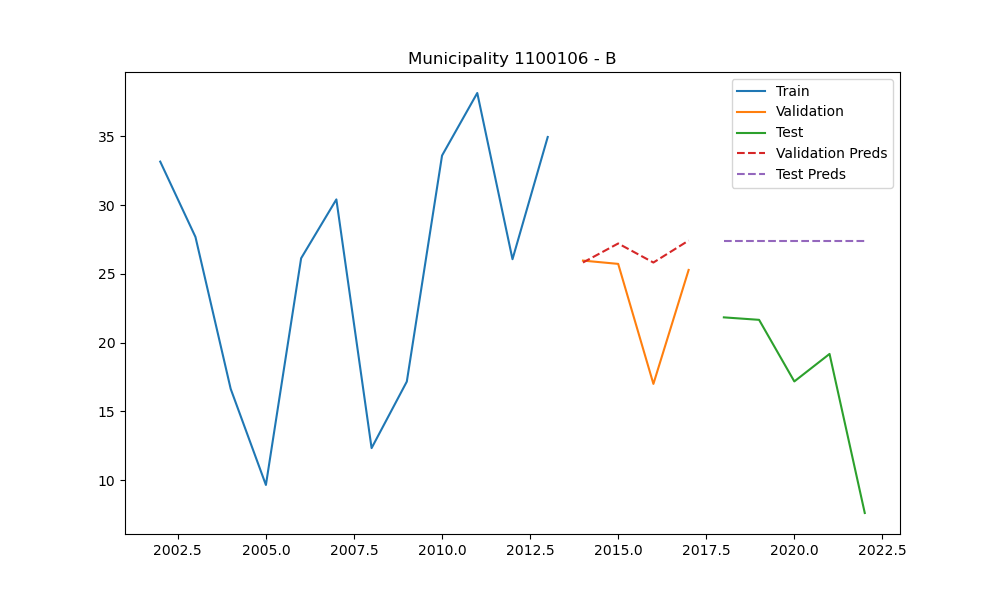 Municipality 1100106 - B
Train
Validation
Test
Validation Preds
Test Preds
35
30
25
20
15
10
2002.5 2005.0 2007.5 2010.0 2012.5 2015.0 2017.5 2020.0 2022.5